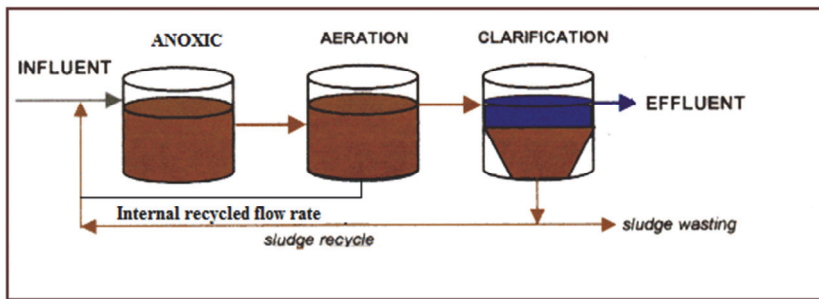 ANOXIC
AERATION
CLARIFICATION
INFLUENT
EFFLUENT
Internal recycled flow rate
sludge recycle
sludge wasting